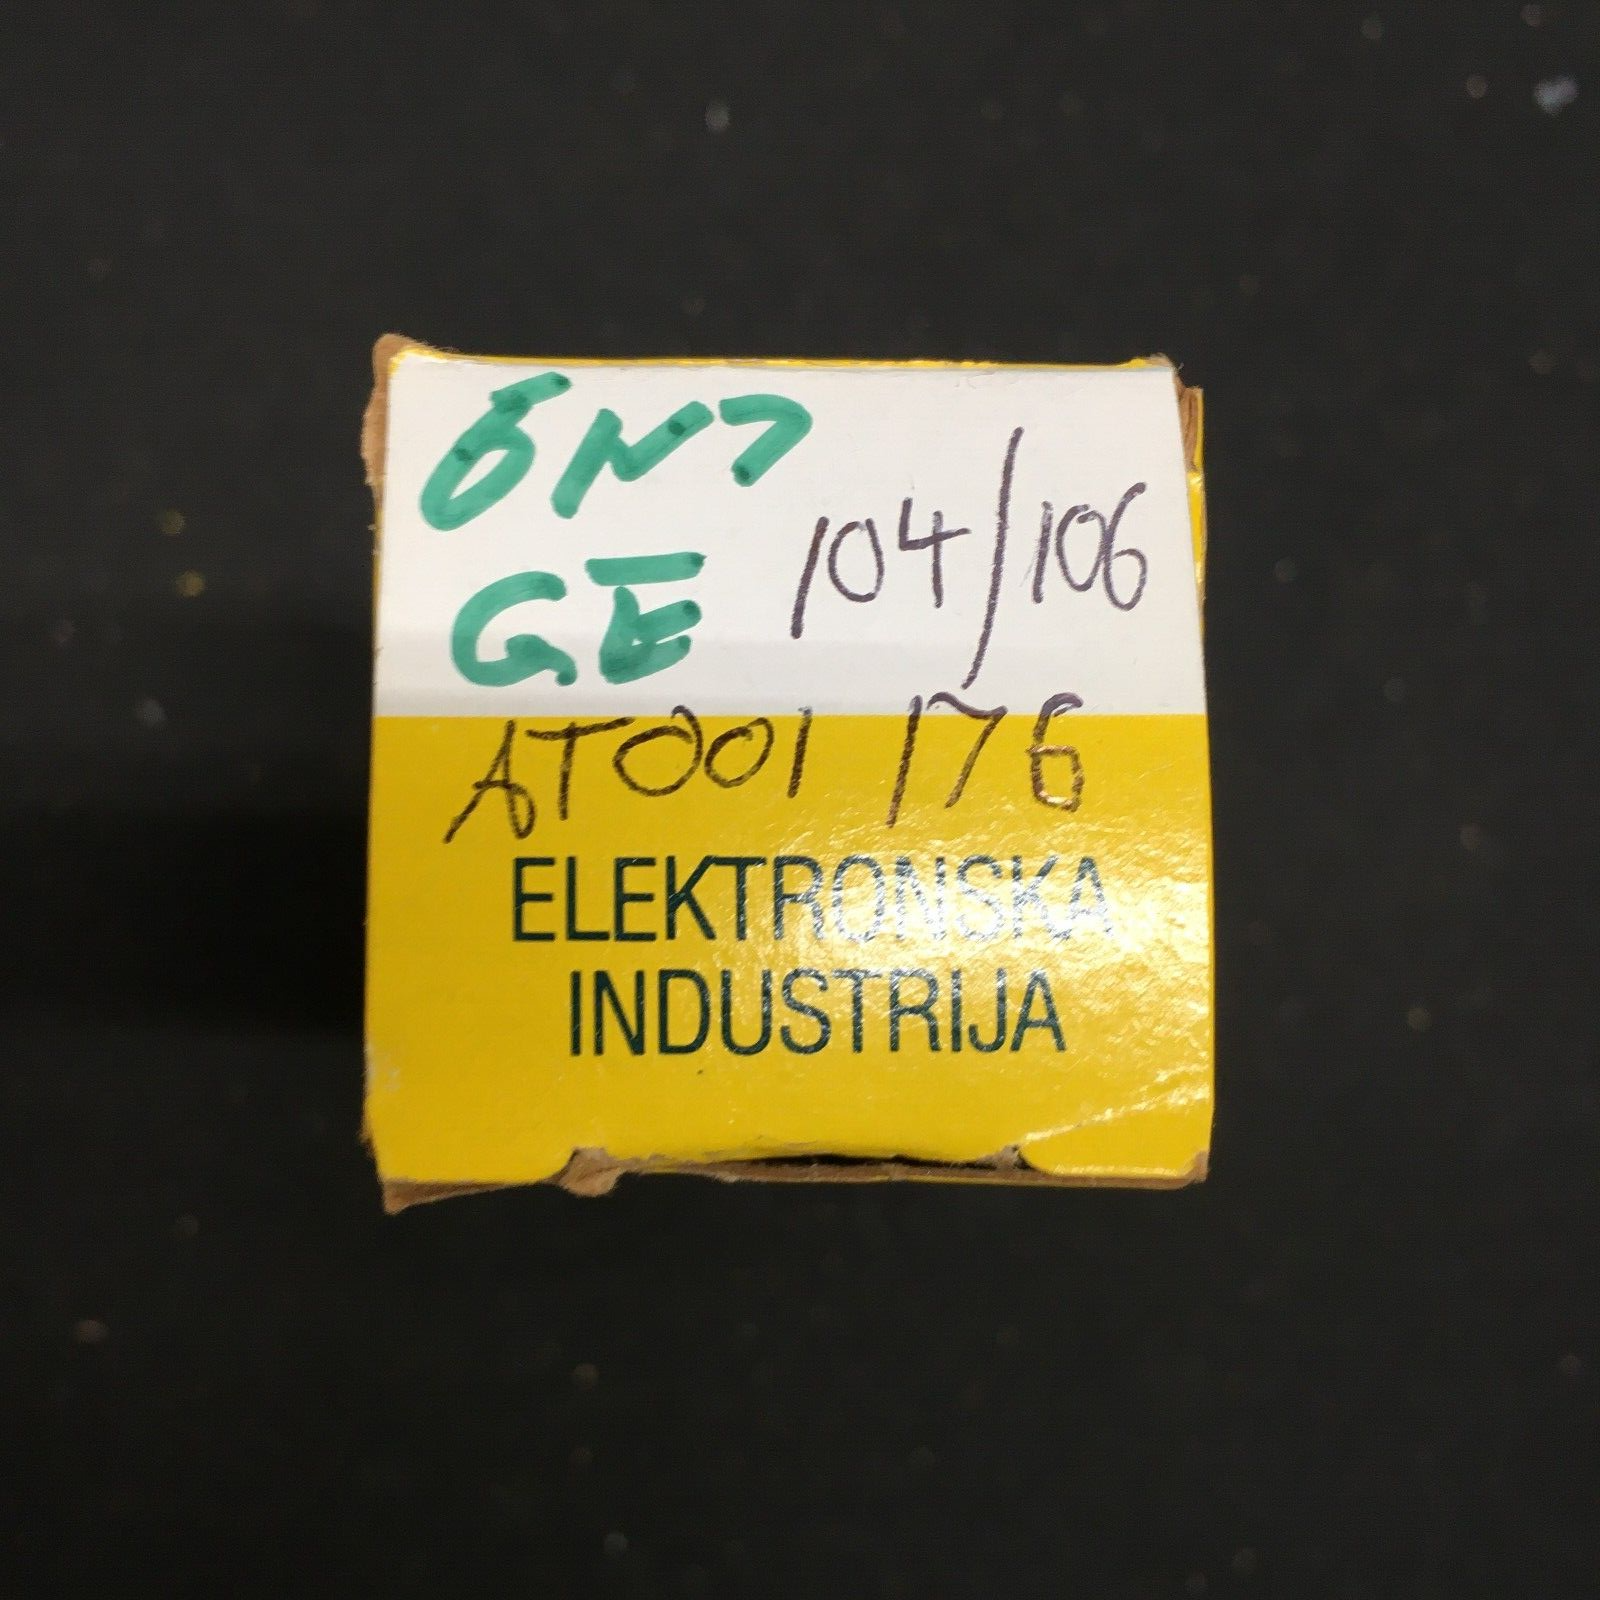 6N7
GE 104/106
AT001 176
ELEKTRONSKA
INDUSTRIJA